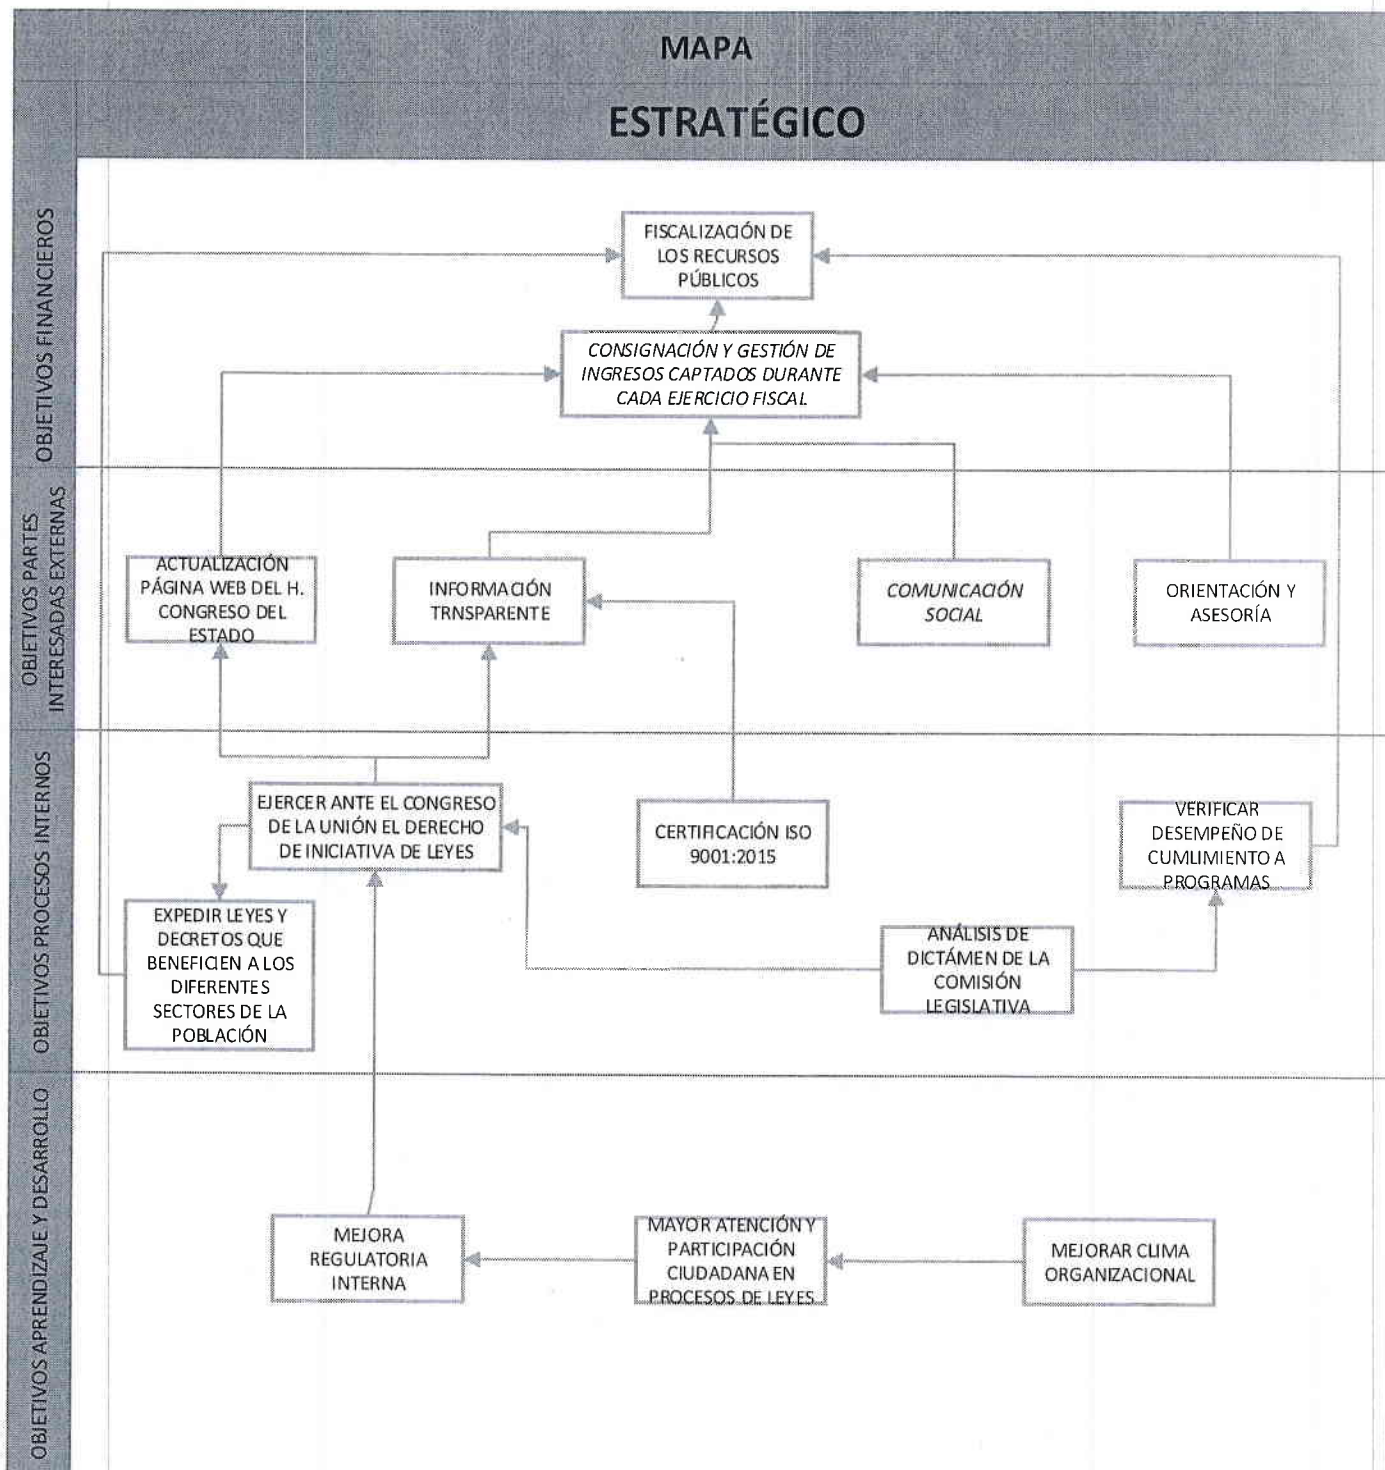 MAPA
ESTRATÉGICO
OBJETIVOS FINANCIEROS
FISCALIZACIÓN DE
LOS RECURSOS
PÚBLICOS
CONSIGNACIÓN Y GESTIÓN DE
INGRESOS CAPTADOS DURANTE
CADA EJERCICIO FISCAL
OBJETIVOS PARTES
INTERESADAS EXTERNAS
ACTUALIZACIÓN
PÁGINA WEB DEL H.
CONGRESO DEL
ESTADO
INFORMACIÓN
TRNSPARENTE
COMUNICACIÓN
SOCIAL
ORIENTACIÓN Y
ASESORÍA
OBJETIVOS PROCESOS INTERNOS
EJERCER ANTE EL CONGRESO
DE LA UNIÓN EL DERECHO
DE INICIATIVA DE LEYES
CERTIFICACIÓN ISO
9001:2015
VERIFICAR
DESEMPEÑO DE
CUMLIMIENTO A
PROGRAMAS
EXPEDIR LEYES Y
DECRETOS QUE
BENEFICIEN A LOS
DIFERENTES
SECTORES DE LA
POBLACIÓN
ANÁLISIS DE
DICTÁMEN DE LA
COMISIÓN
LEGISLATIVA
OBJETIVOS APRENDIZAJE Y DESARROLLO
MEJORA
REGULATORIA
INTERNA
MAYOR ATENCIÓN Y
PARTICIPACIÓN
CIUDADANA EN
PROCESOS DE LEYES
MEJORAR CLIMA
ORGANIZACIONAL